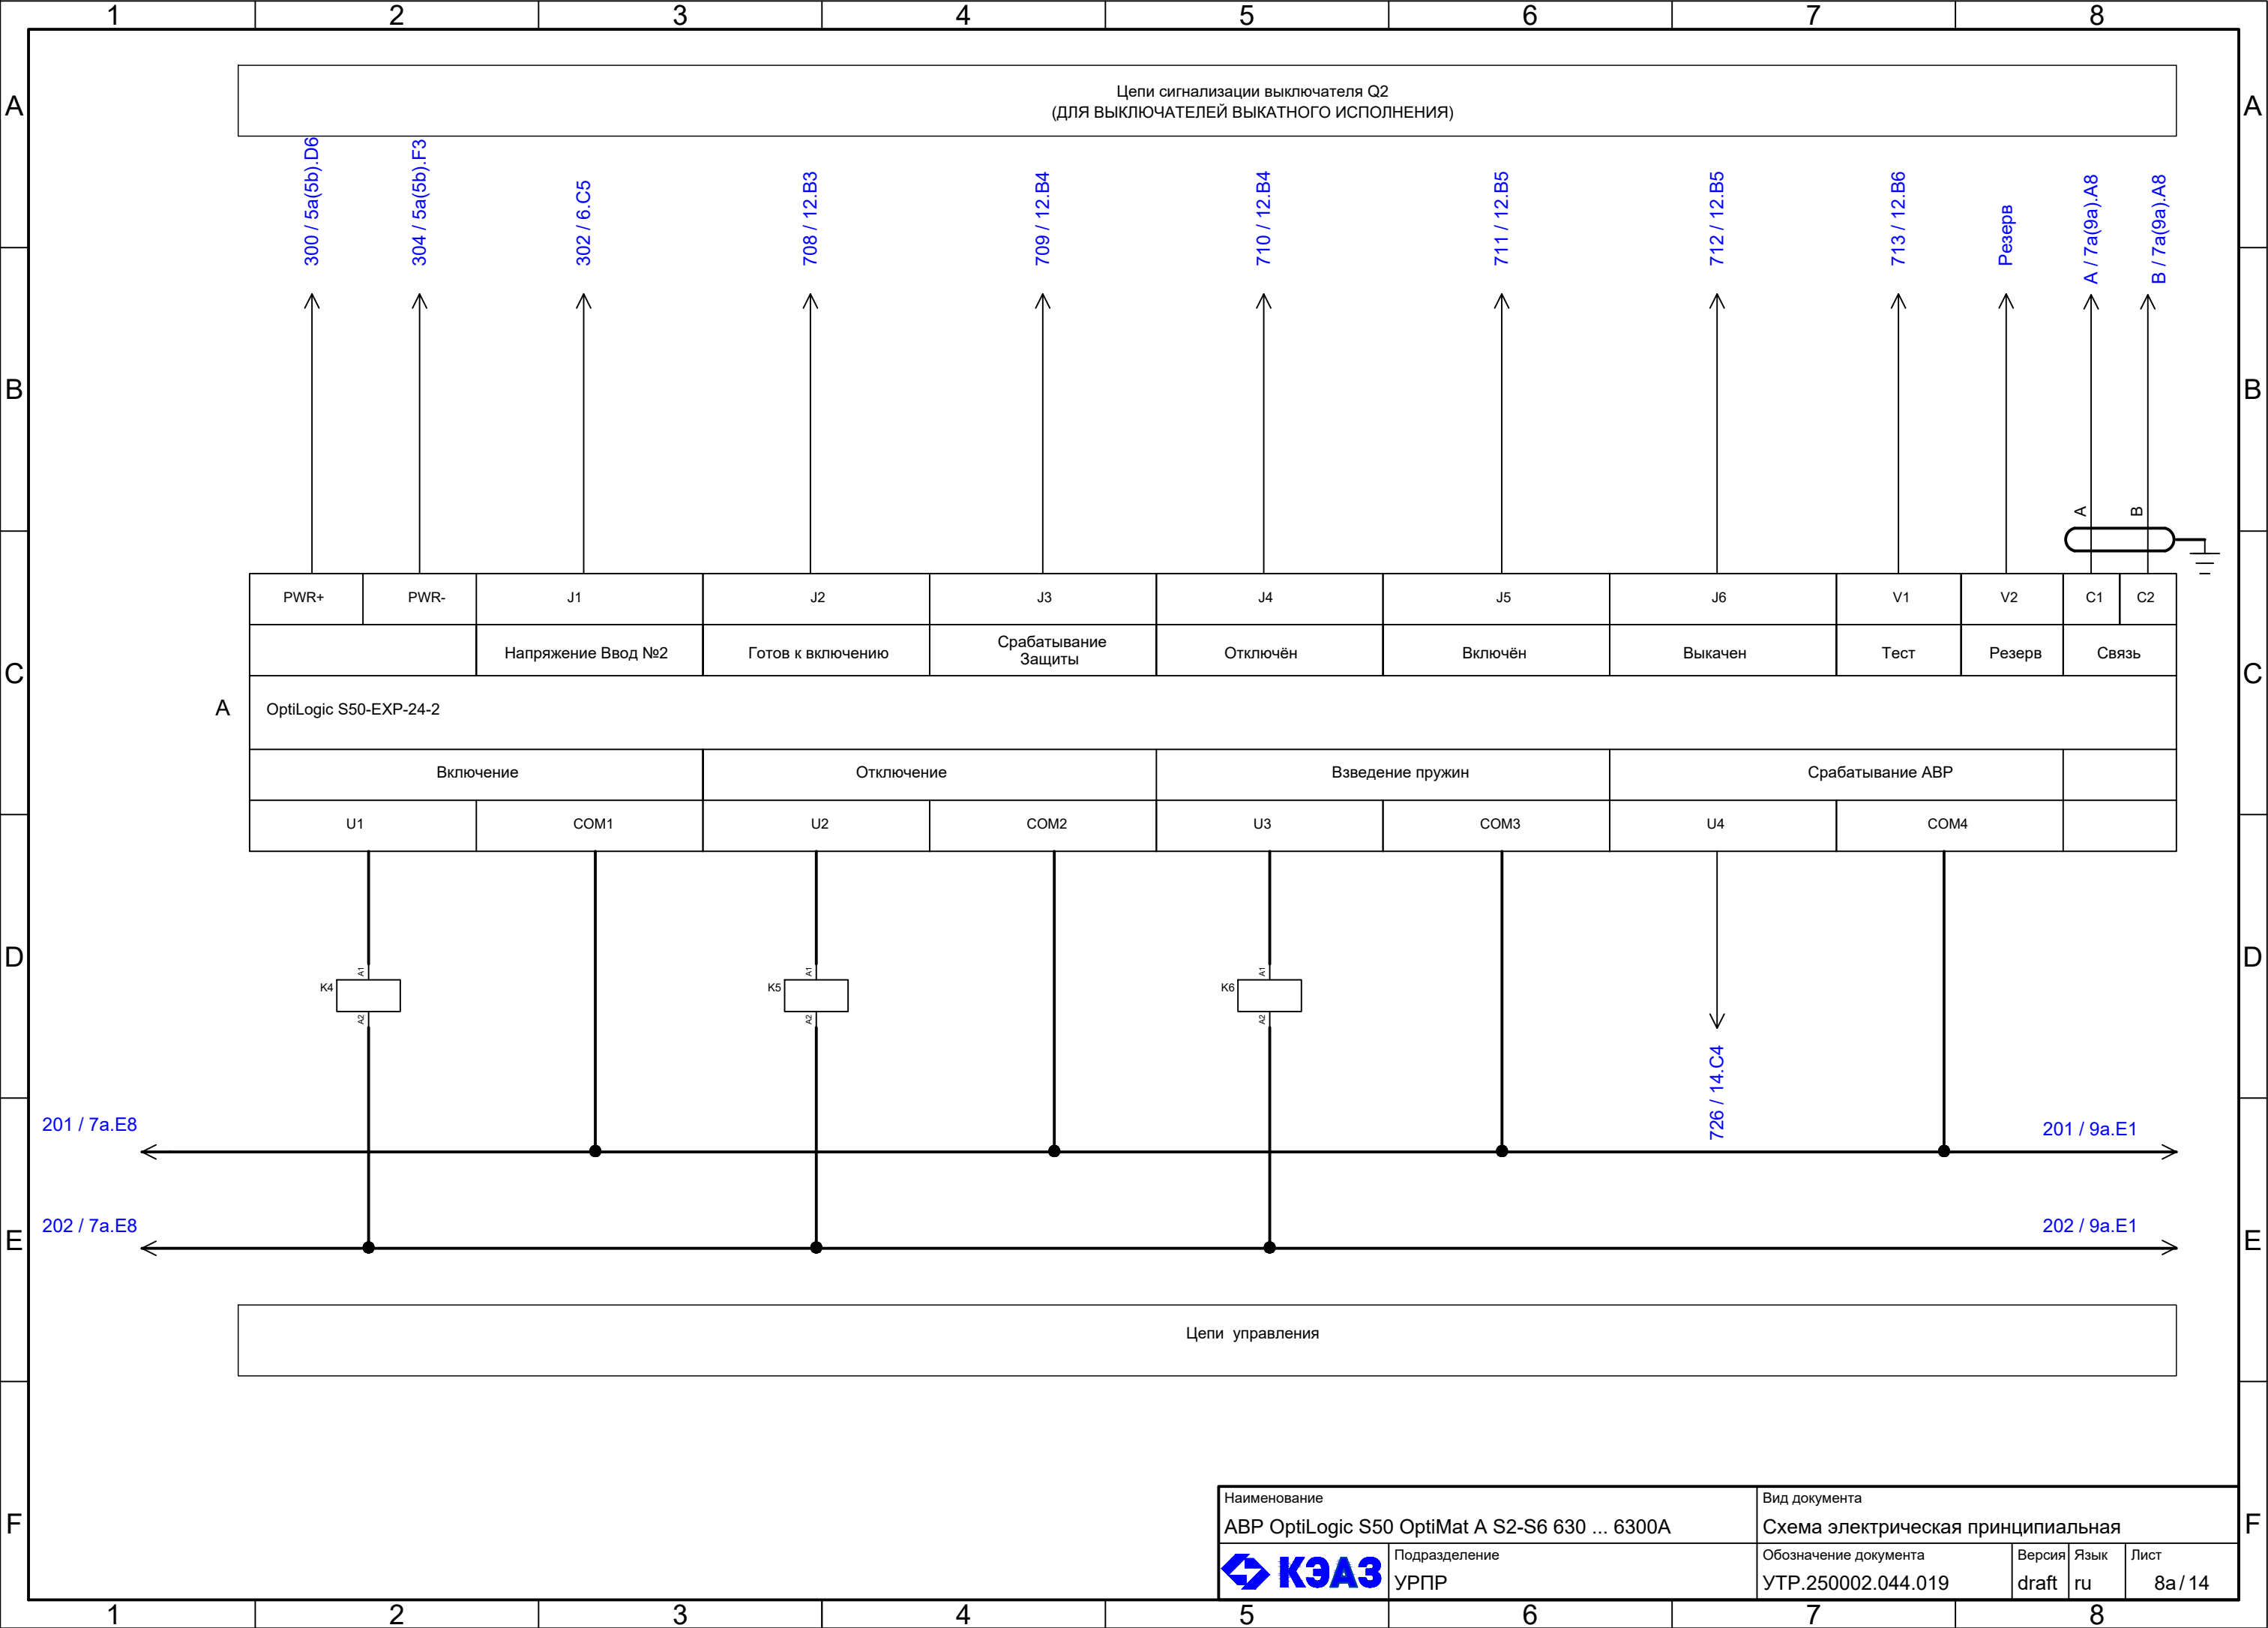 1 2 3 4 5 6 7 8
Цепи сигнализации выключателя Q2
(ДЛЯ ВЫКЛЮЧАТЕЛЕЙ ВЫКАТНОГО ИСПОЛНЕНИЯ)
A A
300 / 5a(5b).D6
304 / 5a(5b).F3
302 / 6.C5
708 / 12.B3
709 / 12.B4
710 / 12.B4
711 / 12.B5
712 / 12.B5
713 / 12.B6
Резерв
A / 7a(9a).A8
B / 7a(9a).A8
B B
A B
PWR+ PWR- J1 J2 J3 J4 J5 J6 V1 V2 C1 C2
Напряжение Ввод №2 Готов к включению Срабатывание Отключён Включён Выкачен Тест Резерв Связь
Защиты
C C
A OptiLogic S50-EXP-24-2
Включение Отключение Взведение пружин Срабатывание АВР
U1 COM1 U2 COM2 U3 COM3 U4 COM4
D D
A1 A1 A1
K4 K5 K6
A2 A2 A2
726 / 14.C4
201 / 7a.E8 201 / 9a.E1
202 / 7a.E8 202 / 9a.E1
E E
Цепи управления
F F
Наименование Вид документа
АВР OptiLogic S50 OptiMat A S2-S6 630 ... 6300A Схема электрическая принципиальная
КЭАЗ Подразделение Обозначение документа Версия Язык Лист
УРПР УТР.250002.044.019 draft ru 8a / 14
1 2 3 4 5 6 7 8